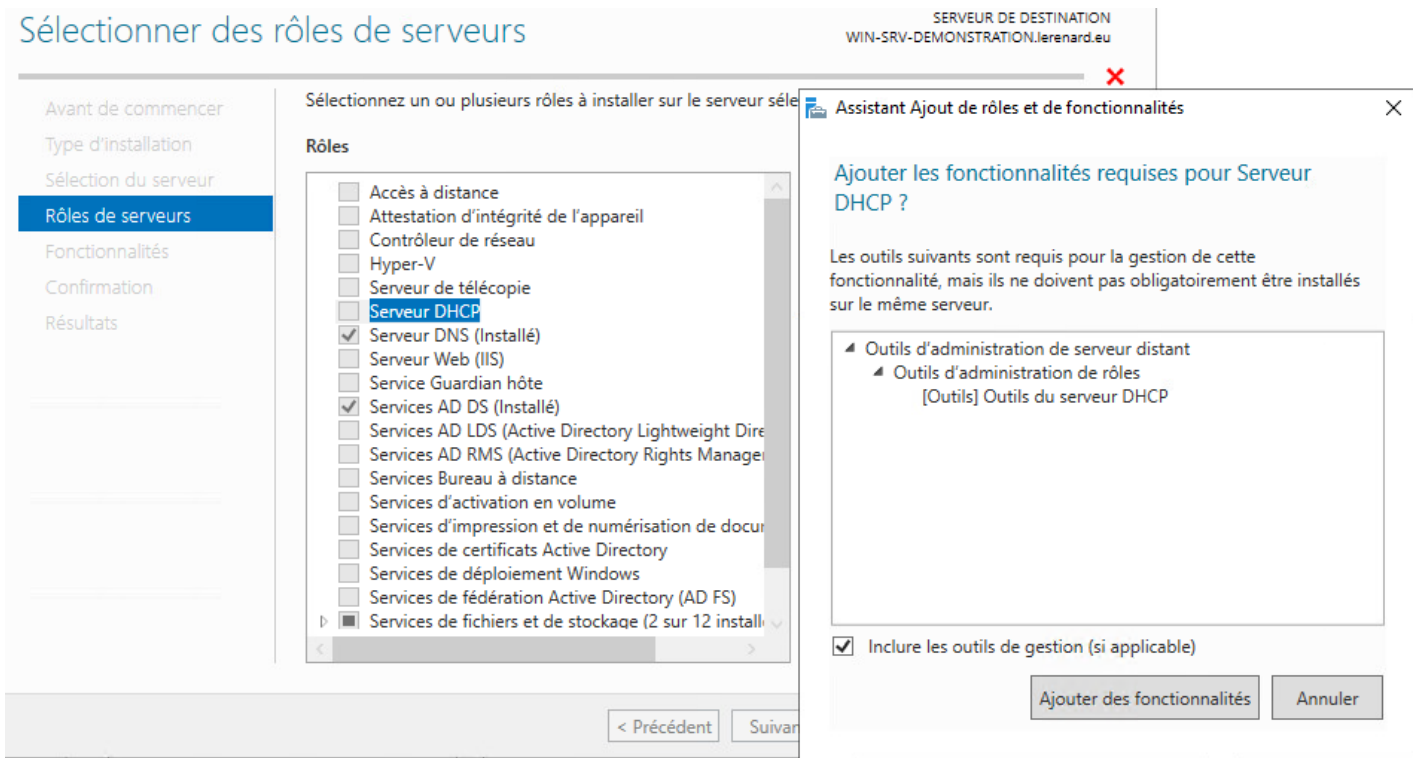 Sélectionner des rôles de serveurs
SERVEUR DE DESTINATION
WIN-SRV-DEMONSTRATION.lerenard.eu
Avant de commencer
Type d'installation
Sélection du serveur
Rôles de serveurs
Fonctionnalités
Confirmation
Résultats
Sélectionnez un ou plusieurs rôles à installer sur le serveur séle
Rôles
Accès à distance
Attestation d’intégrité de l’appareil
Contrôleur de réseau
Hyper-V
Serveur de télécopie
Serveur DHCP
Serveur DNS (Installé)
Serveur Web (IIS)
Service Guardian hôte
Services AD DS (Installé)
Services AD LDS (Active Directory Lightweight Dire
Services AD RMS (Active Directory Rights Manage
Services Bureau à distance
Services d’activation en volume
Services d’impression et de numérisation de docu
Services de certificats Active Directory
Services de déploiement Windows
Services de fédération Active Directory (AD FS)
Services de fichiers et de stockage (2 sur 12 install
< Précédent
Suivan
Assistant Ajout de rôles et de fonctionnalités
Ajouter les fonctionnalités requises pour Serveur
DHCP ?
Les outils suivants sont requis pour la gestion de cette
fonctionnalité, mais ils ne doivent pas obligatoirement être installés
sur le même serveur.
Outils d’administration de serveur distant
Outils d’administration de rôles
[Outils] Outils du serveur DHCP
Inclure les outils de gestion (si applicable)
Ajouter des fonctionnalités
Annuler